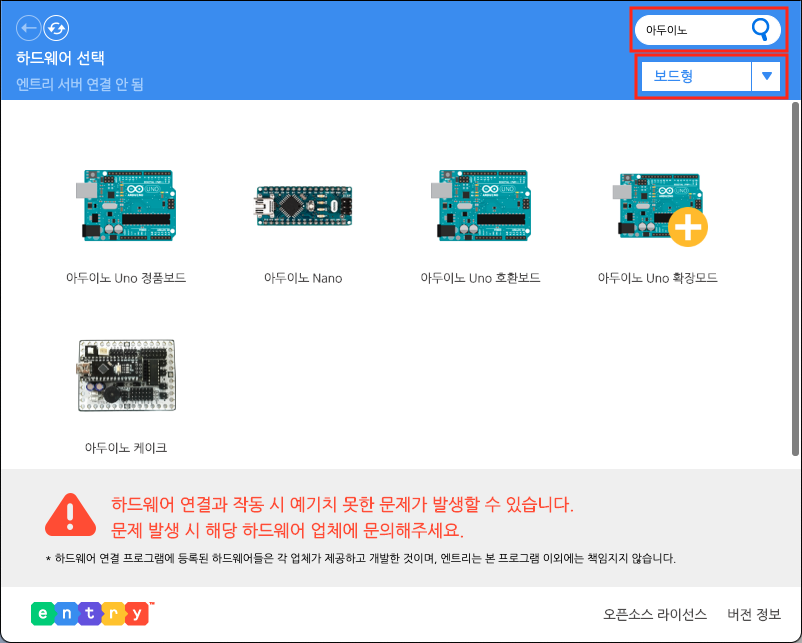 아두이노
하드웨어 선택
엔트리 서버 연결 안 됨
보드형
아두이노 Uno 정품보드
아두이노 Nano
아두이노 Uno 호환보드
아두이노 Uno 확장모드
아두이노 케이크
하드웨어 연결과 작동 시 예기치 못한 문제가 발생할 수 있습니다.
문제 발생 시 해당 하드웨어 업체에 문의해주세요.
* 하드웨어 연결 프로그램에 등록된 하드웨어들은 각 업체가 제공하고 개발한 것이며, 엔트리는 본 프로그램 이외에는 책임지지 않습니다.
entry™
오픈소스 라이선스
버전 정보